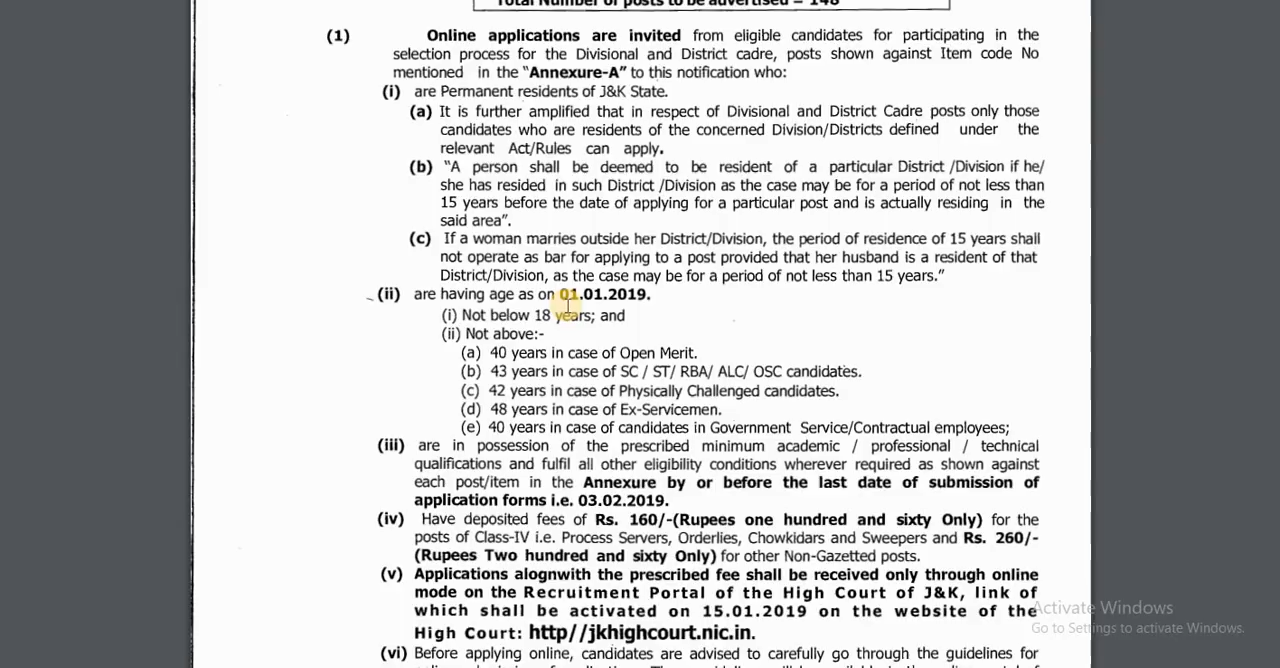 Total Number of posts to be advertised = 148
(1) Online applications are invited from eligible candidates for participating in the
selection process for the Divisional and District cadre, posts shown against Item code No
mentioned in the "Annexure-A" to this notification who:
(i) are Permanent residents of J&K State.
(a) It is further amplified that in respect of Divisional and District Cadre posts only those
candidates who are residents of the concerned Division/Districts defined under the
relevant Act/Rules can apply.
(b) "A person shall be deemed to be resident of a particular District /Division if he/
she has resided in such District /Division as the case may be for a period of not less than
15 years before the date of applying for a particular post and is actually residing in the
said area".
(c) If a woman marries outside her District/Division, the period of residence of 15 years shall
not operate as bar for applying to a post provided that her husband is a resident of that
District/Division, as the case may be for a period of not less than 15 years."
(ii) are having age as on 01.01.2019.
(i) Not below 18 years; and
(ii) Not above:-
(a) 40 years in case of Open Merit.
(b) 43 years in case of SC / ST/ RBA/ ALC/ OSC candidates.
(c) 42 years in case of Physically Challenged candidates.
(d) 48 years in case of Ex-Servicemen.
(e) 40 years in case of candidates in Government Service/Contractual employees;
(iii) are in possession of the prescribed minimum academic / professional / technical
qualifications and fulfil all other eligibility conditions wherever required as shown against
each post/item in the Annexure by or before the last date of submission of
application forms i.e. 03.02.2019.
(iv) Have deposited fees of Rs. 160/-(Rupees one hundred and sixty Only) for the
posts of Class-IV i.e. Process Servers, Orderlies, Chowkidars and Sweepers and Rs. 260/-
(Rupees Two hundred and sixty Only) for other Non-Gazetted posts.
(v) Applications alognwith the prescribed fee shall be received only through online
mode on the Recruitment Portal of the High Court of J&K, link of
which shall be activated on 15.01.2019 on the website of the
High Court: http//jkhighcourt.nic.in.
(vi) Before applying online, candidates are advised to carefully go through the guidelines for
Activate Windows
Go to Settings to activate Windows.